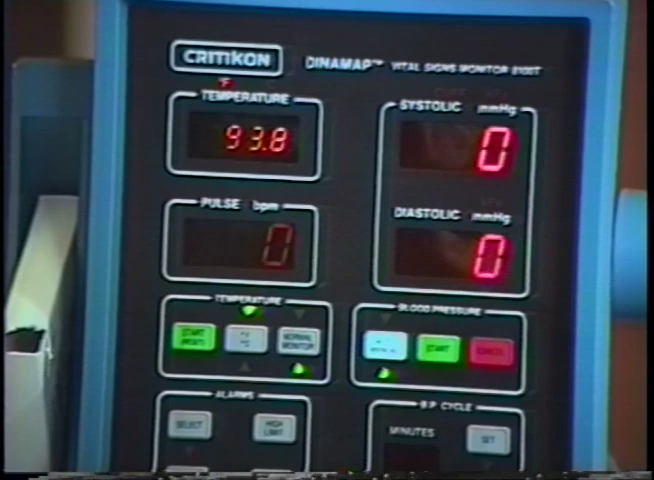 CRITIKON
DINAMAP™ VITAL SIGNS MONITOR 8100T
°F
TEMPERATURE
93.8
SYSTOLIC mmHg
0
PULSE bpm
0
DIASTOLIC mmHg
0
TEMPERATURE
START
NORMAL
MONITOR
BLOOD PRESSURE
START
CANCEL
ALARMS
SELECT
HIGH
LIMIT
B.P. CYCLE
MINUTES
SET